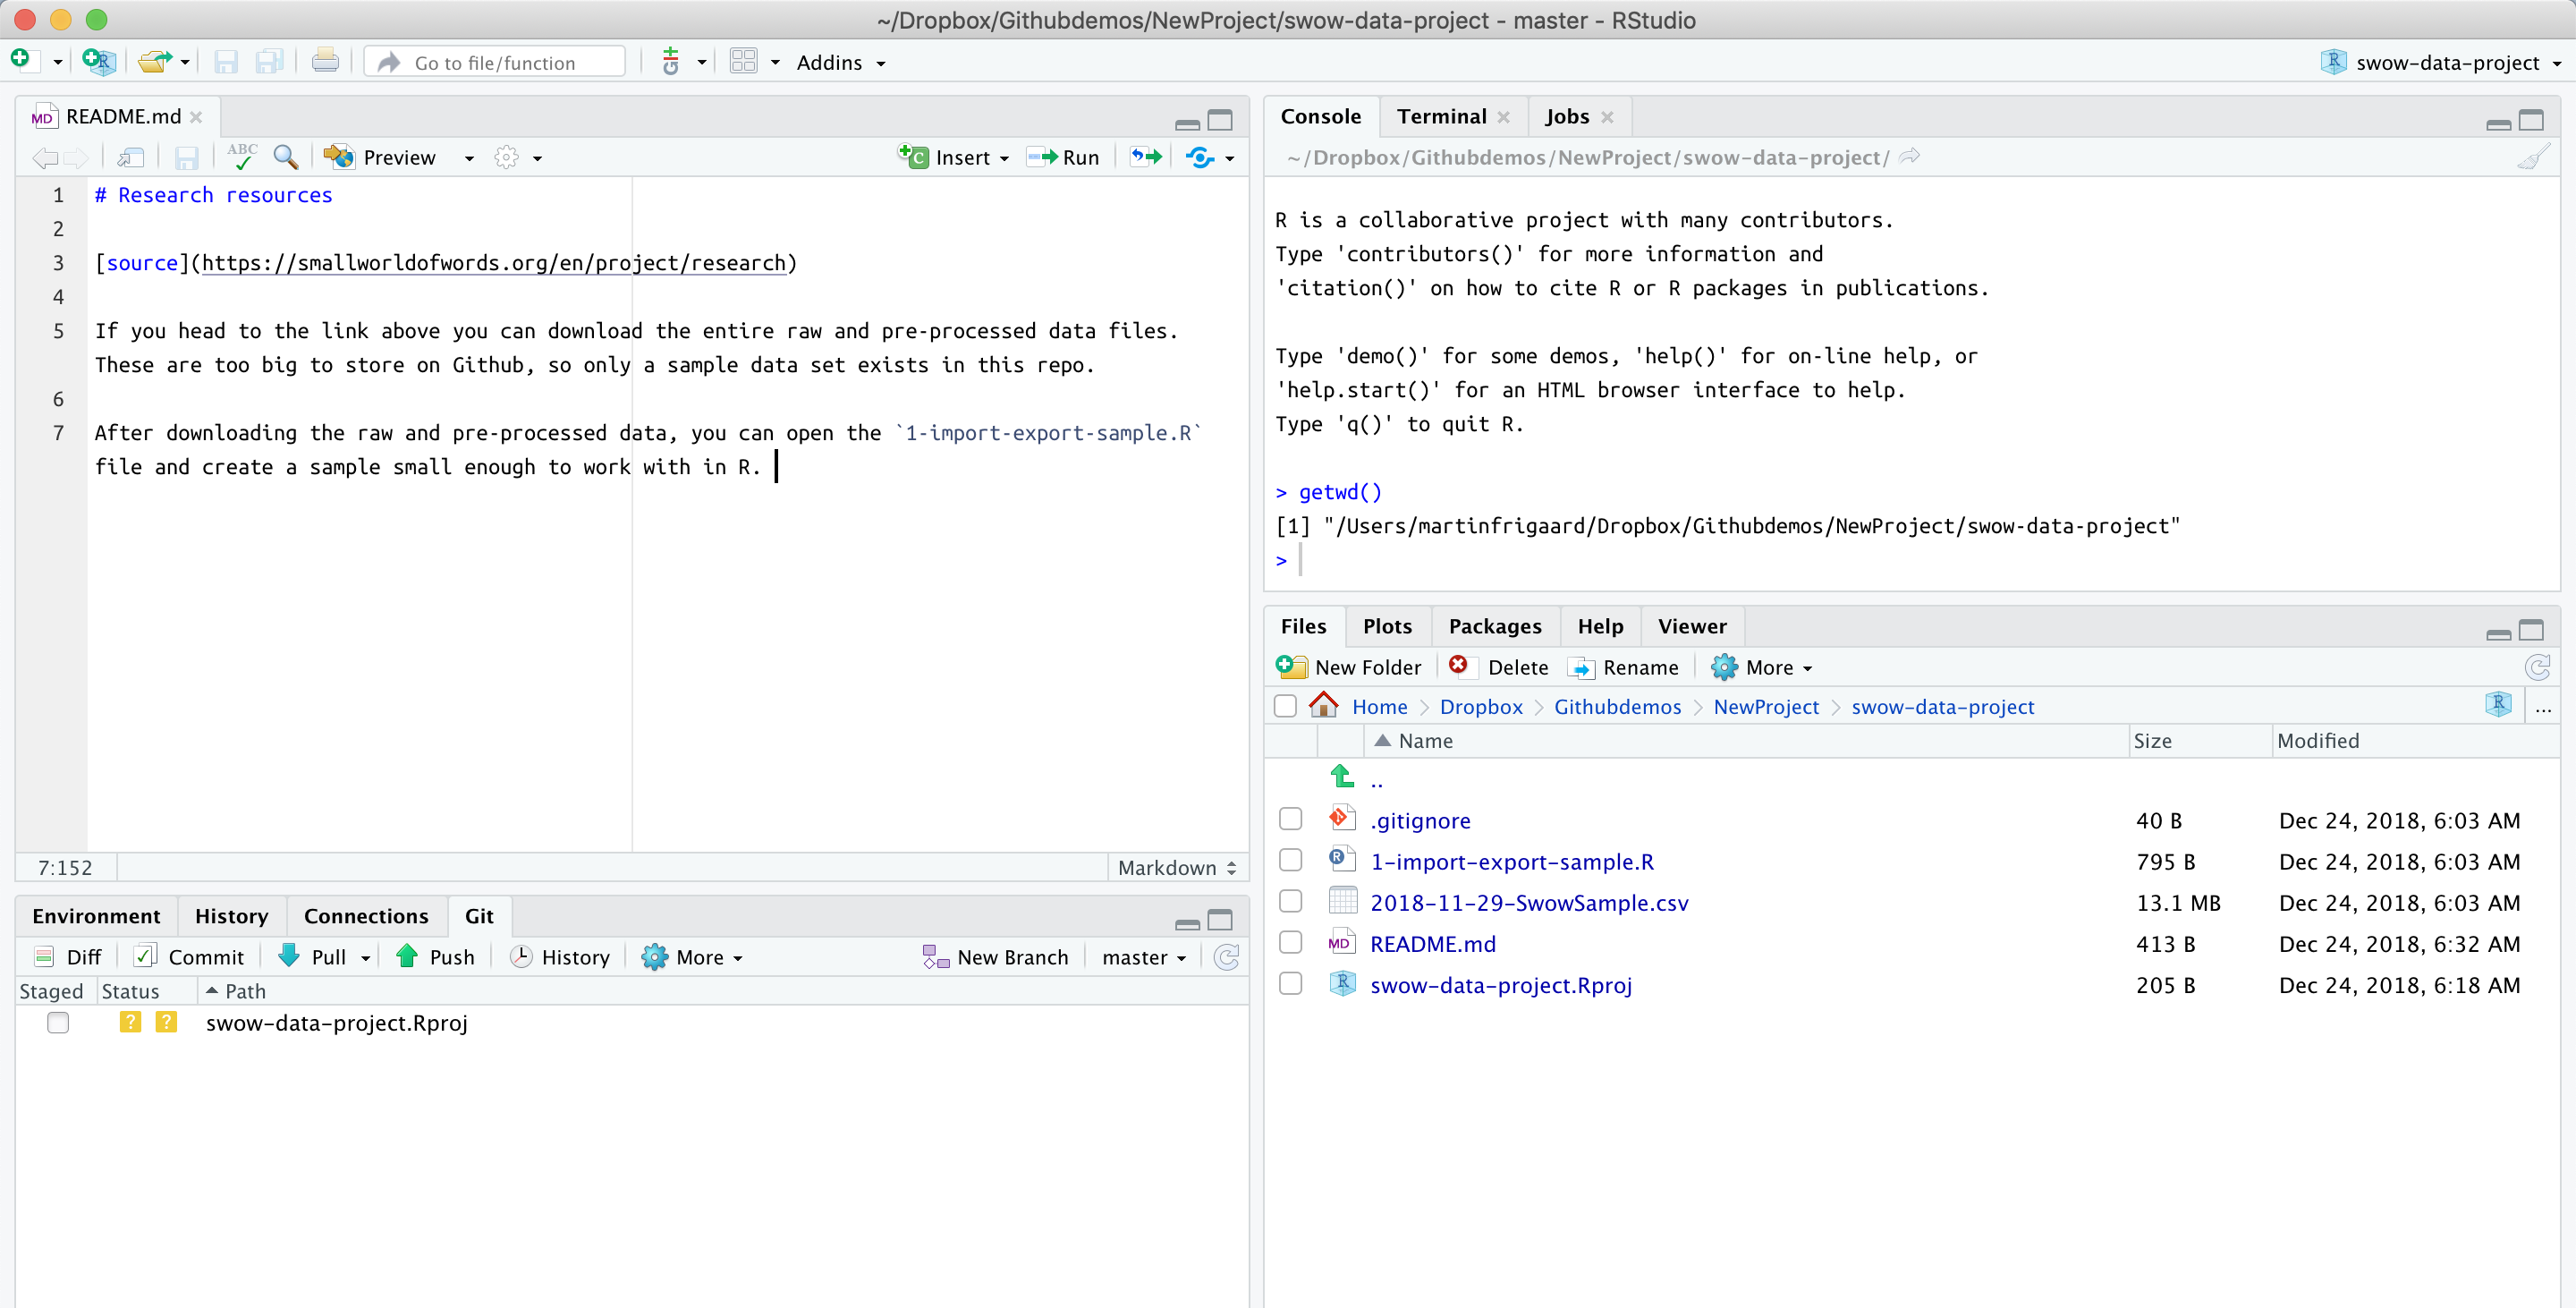 ~/Dropbox/Githubdemos/NewProject/swow-data-project - master - RStudio
Go to file/function
Addins
swow-data-project
README.md
ABC
Preview
Insert
Run
1 # Research resources
2
3 [source](https://smallworldofwords.org/en/project/research)
4
5 If you head to the link above you can download the entire raw and pre-processed data files.
These are too big to store on Github, so only a sample data set exists in this repo.
6
7 After downloading the raw and pre-processed data, you can open the `1-import-export-sample.R`
file and create a sample small enough to work with in R.
7:152
Markdown
Environment History Connections Git
Diff Commit Pull Push History More New Branch master
Staged Status Path
? ? swow-data-project.Rproj
Console Terminal Jobs
~/Dropbox/Githubdemos/NewProject/swow-data-project/
R is a collaborative project with many contributors.
Type 'contributors()' for more information and
'citation()' on how to cite R or R packages in publications.
Type 'demo()' for some demos, 'help()' for on-line help, or
'help.start()' for an HTML browser interface to help.
Type 'q()' to quit R.
> getwd()
[1] "/Users/martinfrigaard/Dropbox/Githubdemos/NewProject/swow-data-project"
>
Files Plots Packages Help Viewer
New Folder Delete Rename More
Home Dropbox Githubdemos NewProject swow-data-project ...
Name Size Modified
..
.gitignore 40 B Dec 24, 2018, 6:03 AM
1-import-export-sample.R 795 B Dec 24, 2018, 6:03 AM
2018-11-29-SwowSample.csv 13.1 MB Dec 24, 2018, 6:03 AM
MD README.md 413 B Dec 24, 2018, 6:32 AM
swow-data-project.Rproj 205 B Dec 24, 2018, 6:18 AM